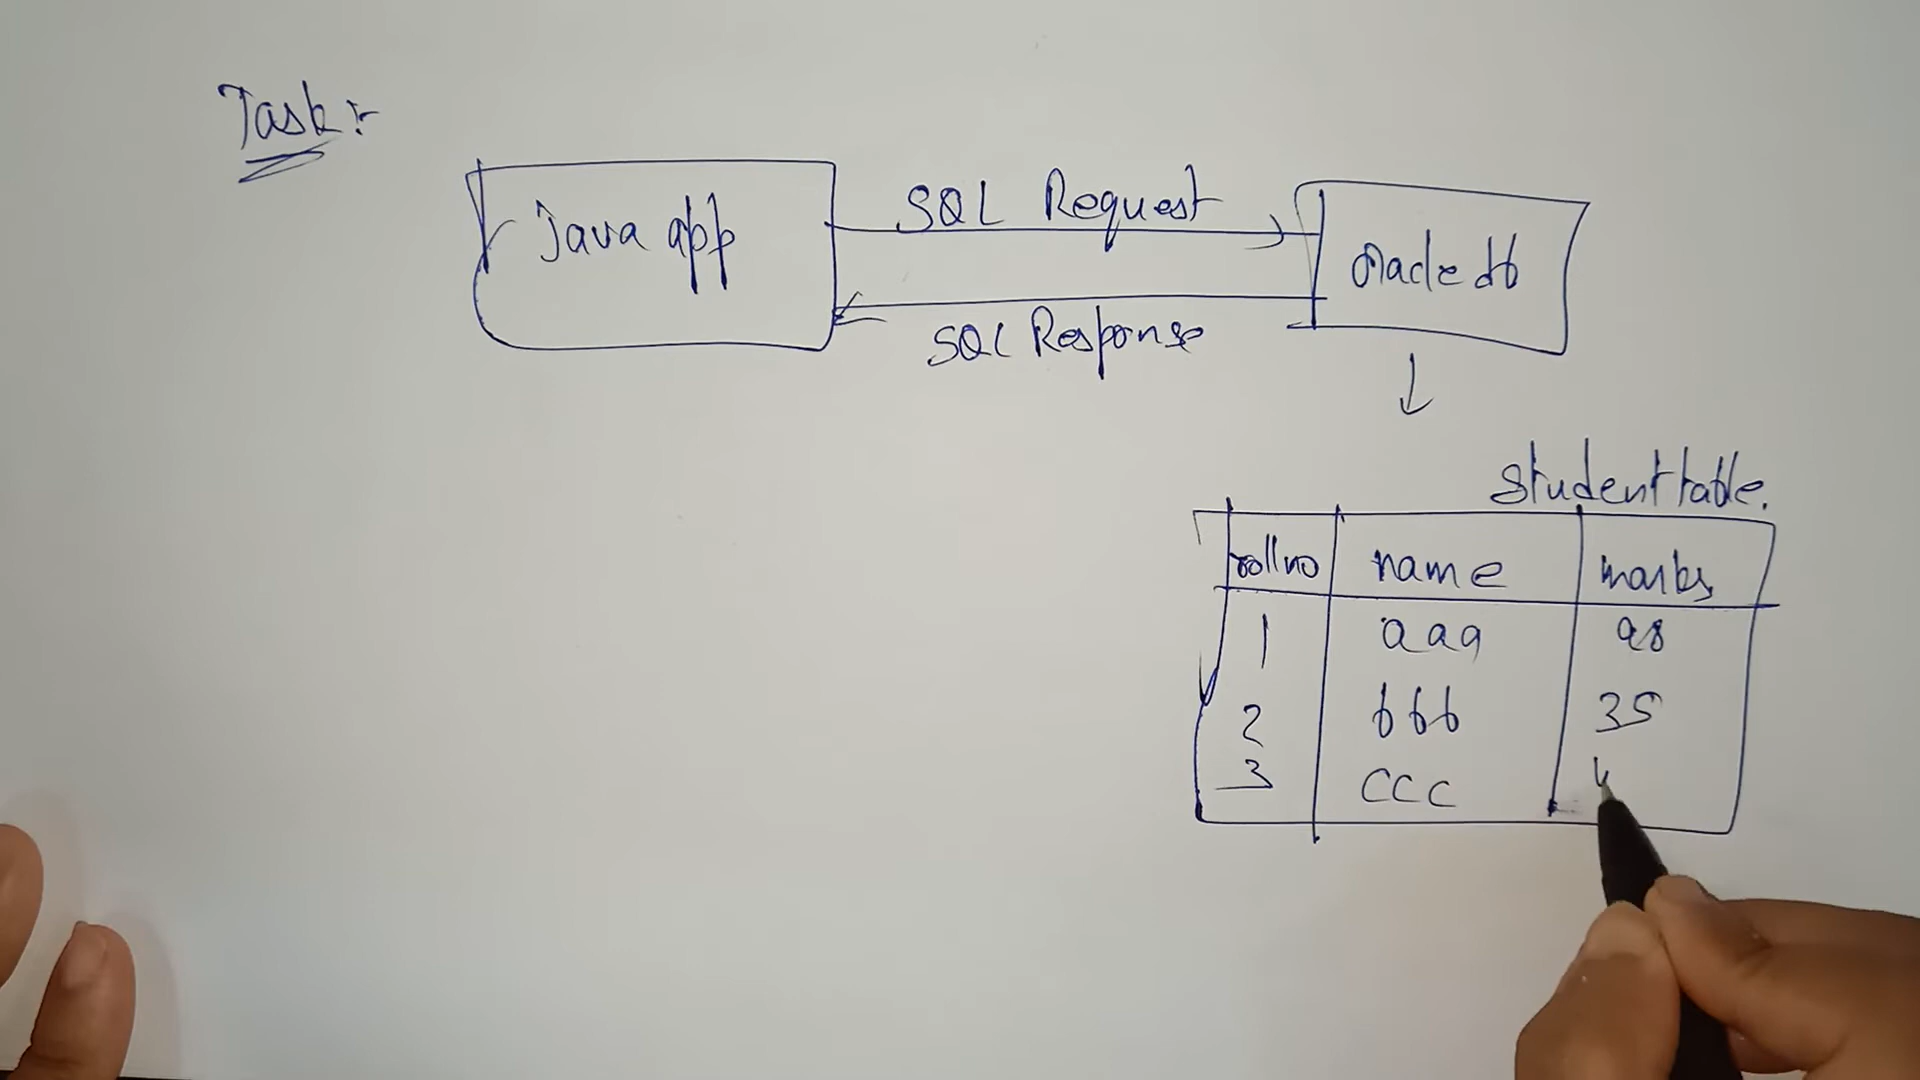 Task:-
Java app
SQL Request
Oracle db
SQL Response
Student table.
rollno name marks
1 aaa 98
2 bbb 35
3 ccc